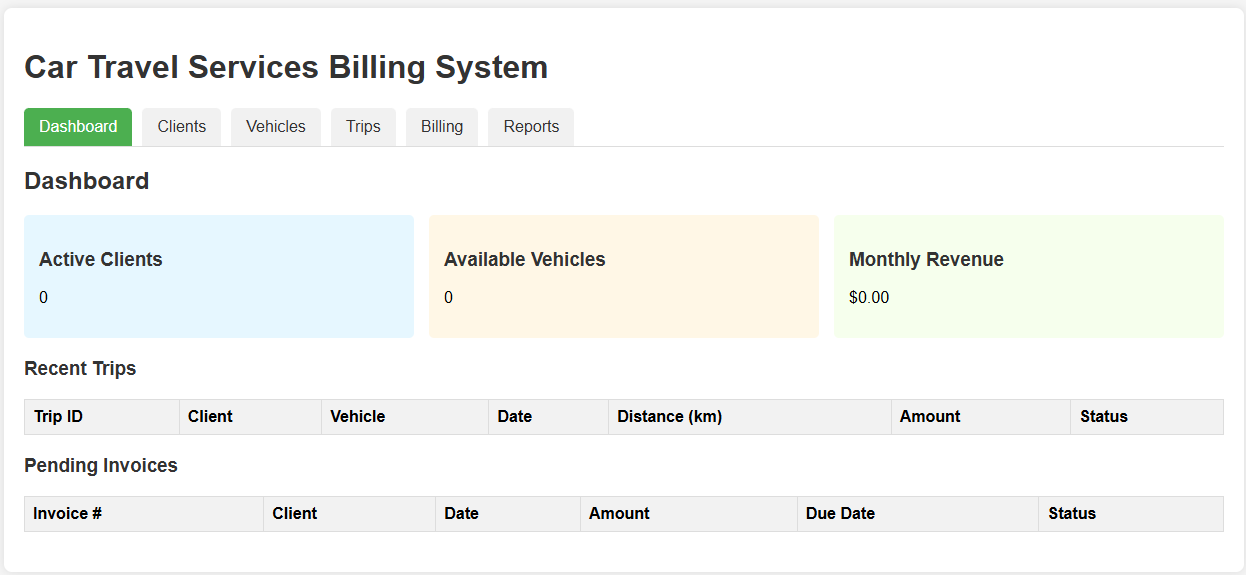 Car Travel Services Billing System
Dashboard Clients Vehicles Trips Billing Reports
Dashboard
Active Clients Available Vehicles Monthly Revenue
0 0 $0.00
Recent Trips
Trip ID Client Vehicle Date Distance (km) Amount Status
Pending Invoices
Invoice # Client Date Amount Due Date Status